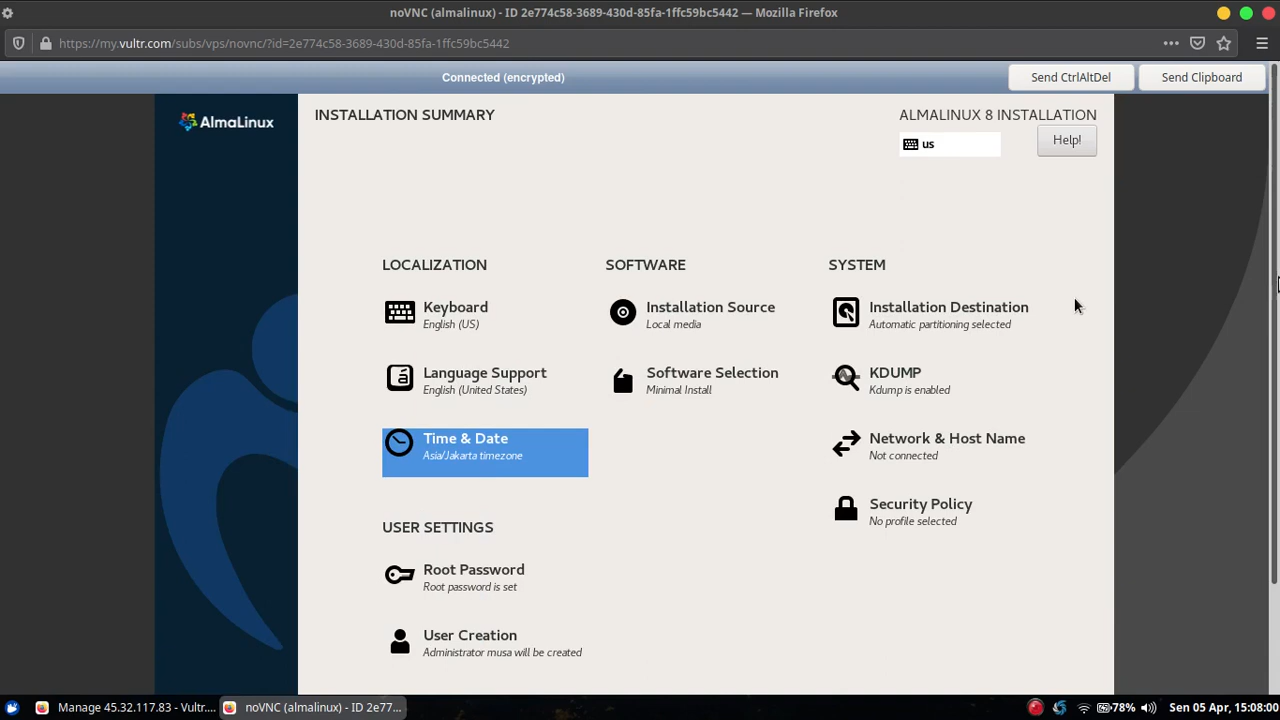 noVNC (almalinux) - ID 2e774c58-3689-430d-85fa-1ffc59bc5442 — Mozilla Firefox
https://my.vultr.com/subs/vps/novnc/?id=2e774c58-3689-430d-85fa-1ffc59bc5442
Connected (encrypted)
Send CtrlAltDel
Send Clipboard
AlmaLinux
INSTALLATION SUMMARY
ALMALINUX 8 INSTALLATION
us
Help!
LOCALIZATION
Keyboard
English (US)
Language Support
English (United States)
Time & Date
Asia/Jakarta timezone
SOFTWARE
Installation Source
Local media
Software Selection
Minimal Install
SYSTEM
Installation Destination
Automatic partitioning selected
KDUMP
Kdump is enabled
Network & Host Name
Not connected
Security Policy
No profile selected
USER SETTINGS
Root Password
Root password is set
User Creation
Administrator musa will be created
Manage 45.32.117.83 - Vultr....
noVNC (almalinux) - ID 2e77...
78%
Sen 05 Apr, 15:08:00